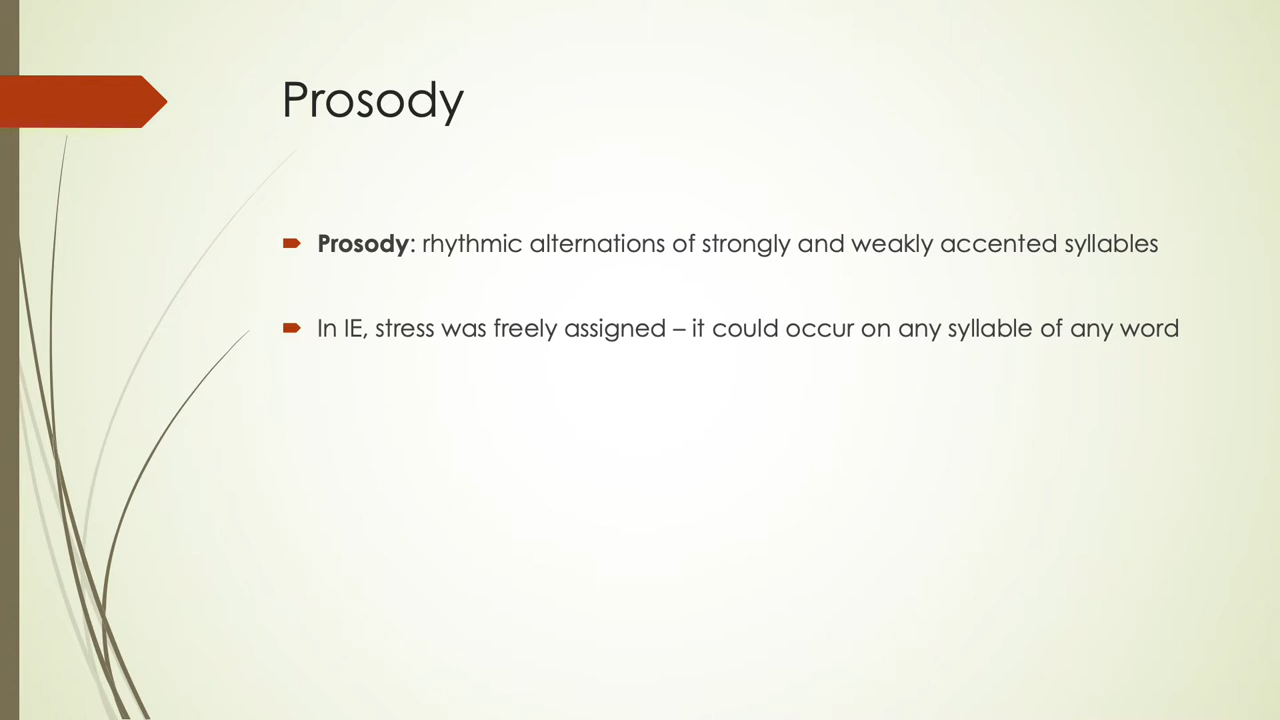 Prosody
Prosody: rhythmic alternations of strongly and weakly accented syllables
In IE, stress was freely assigned – it could occur on any syllable of any word